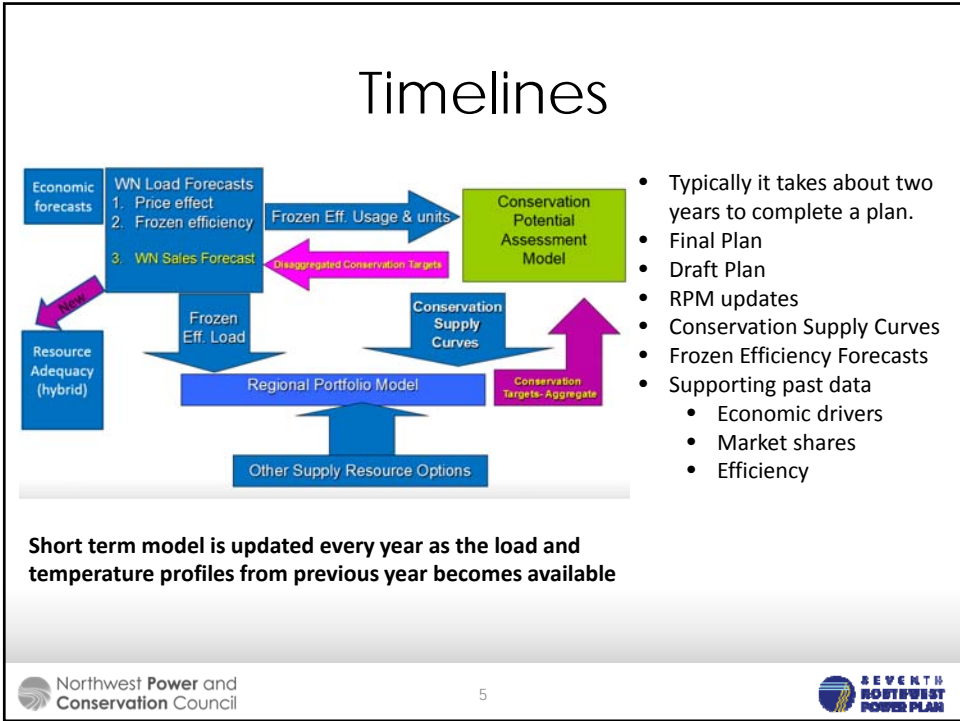 Timelines
Economic
forecasts
WN Load Forecasts
1. Price effect
2. Frozen efficiency
3. WN Sales Forecast
Frozen Eff. Usage & units
Disaggregated Conservation Targets
Conservation
Potential
Assessment
Model
New
Resource
Adequacy
(hybrid)
Frozen
Eff. Load
Conservation
Supply
Curves
Regional Portfolio Model
Conservation
Targets- Aggregate
Other Supply Resource Options
• Typically it takes about two
years to complete a plan.
• Final Plan
• Draft Plan
• RPM updates
• Conservation Supply Curves
• Frozen Efficiency Forecasts
• Supporting past data
• Economic drivers
• Market shares
• Efficiency
Short term model is updated every year as the load and
temperature profiles from previous year becomes available
Northwest Power and
Conservation Council
5
SEVENTH
NORTHWEST
POWER PLAN